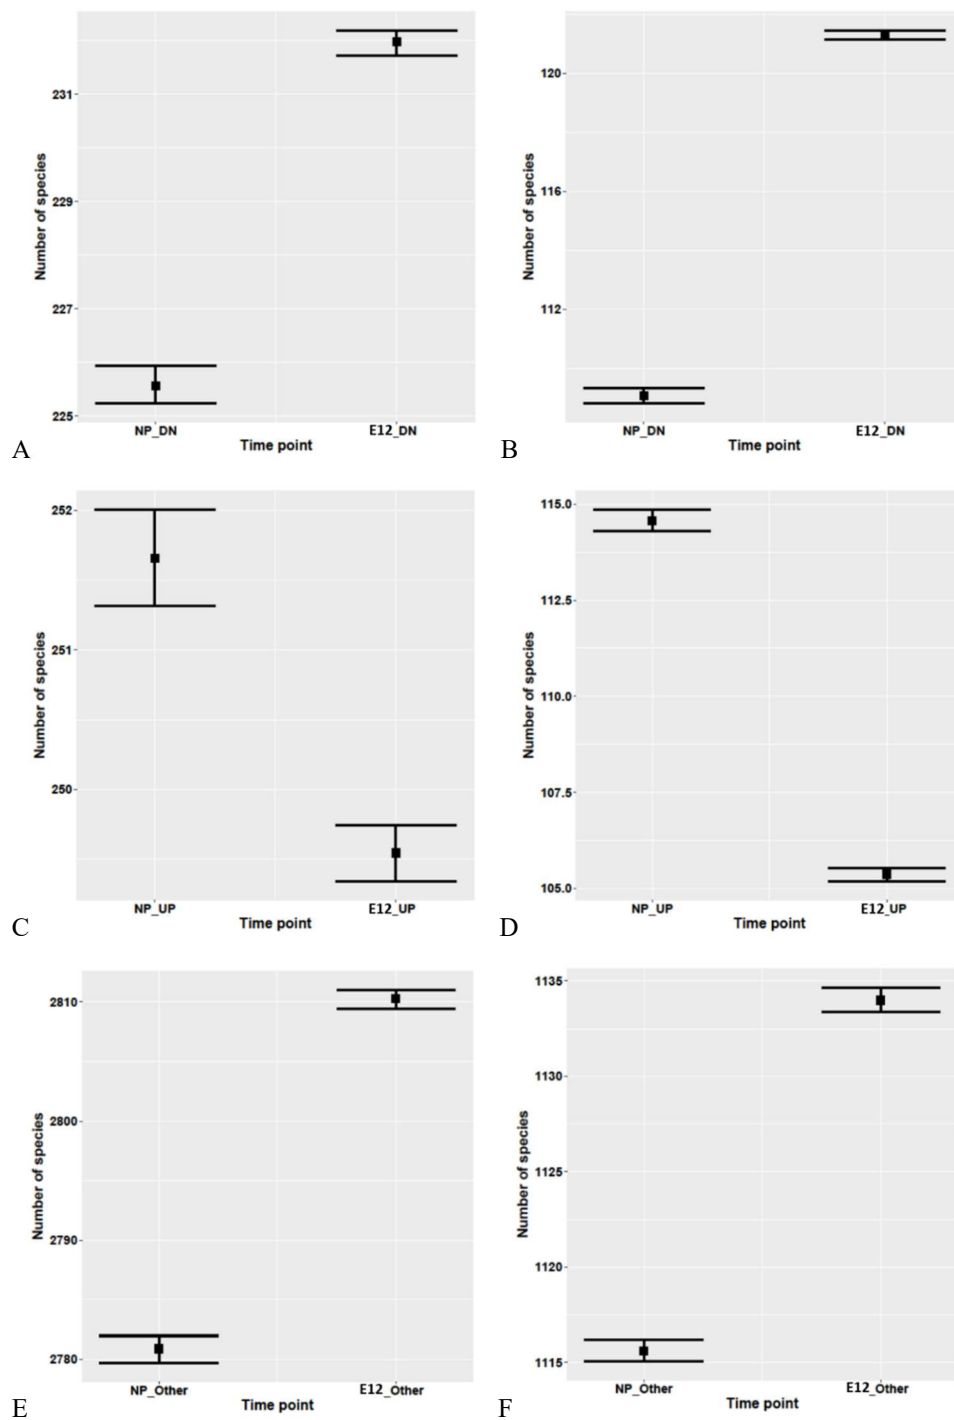 Number of species
231
229
227
225
NP_DN
E12_DN
Time point
A
Number of species
120
116
112
NP_DN
E12_DN
Time point
B
Number of species
252
251
250
NP_UP
E12_UP
Time point
C
Number of species
115.0
112.5
110.0
107.5
105.0
NP_UP
E12_UP
Time point
D
Number of species
2810
2800
2790
2780
NP_Other
E12_Other
Time point
E
Number of species
1135
1130
1125
1120
1115
NP_Other
E12_Other
Time point
F